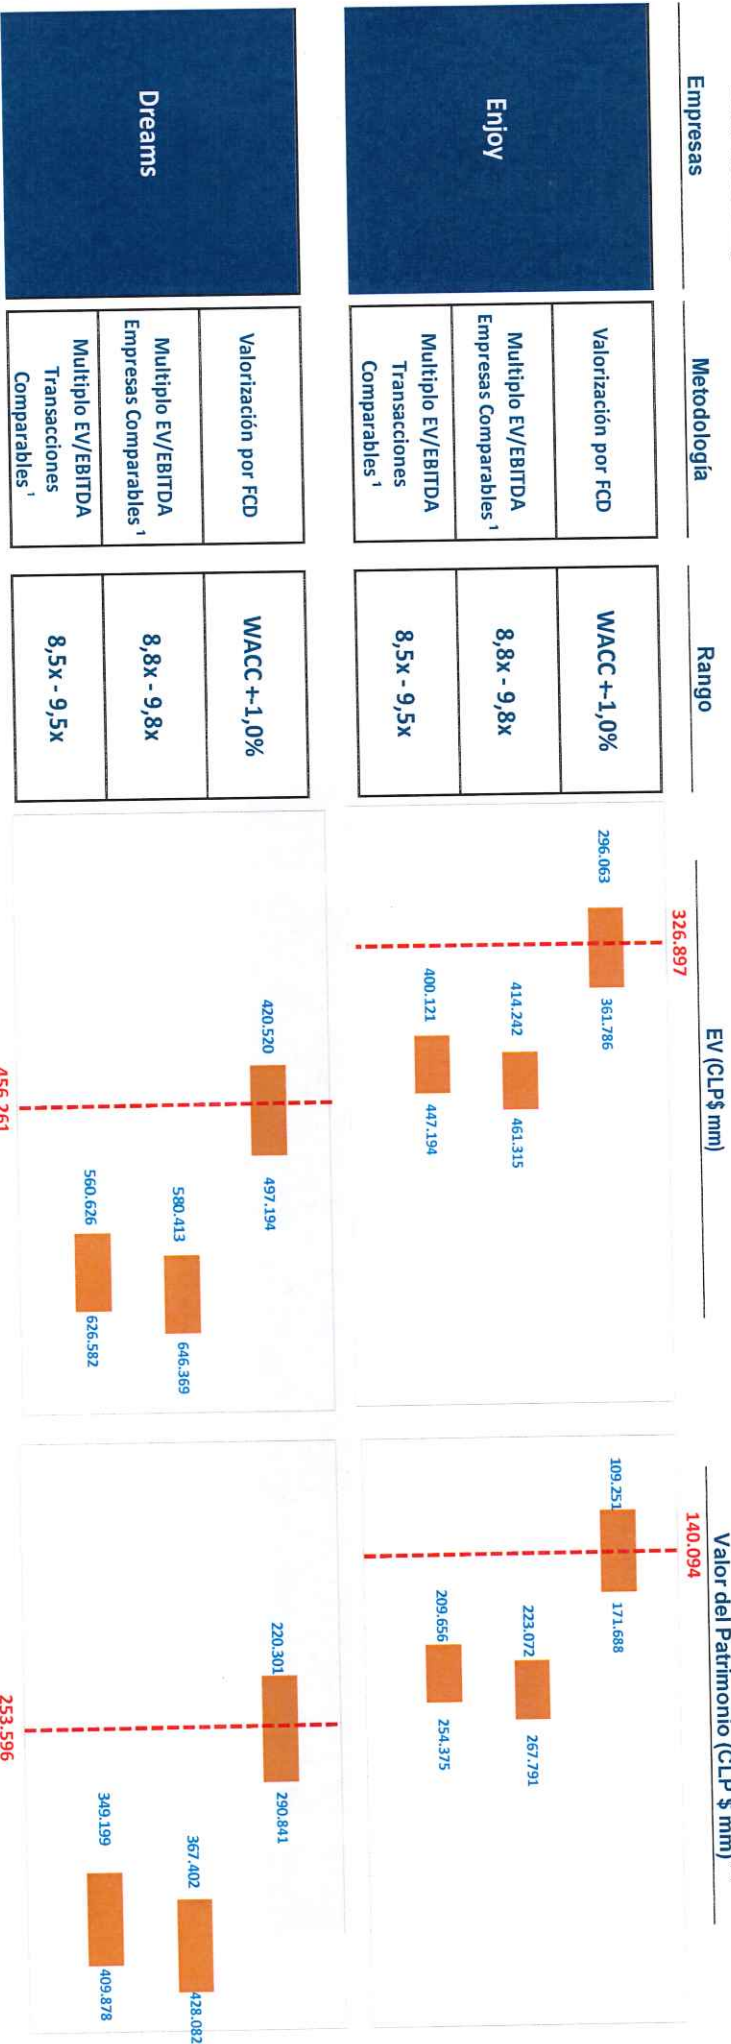 Empresas
Metodología
Rango
EV (CLP$ mm)
Valor del Patrimonio (CLP $ mm)
Enjoy
Valorización por FCD
WACC +-1,0%
296.063
361.786
326.897
109.251
171.688
140.094
Multiplo EV/EBITDA
Empresas Comparables ¹
8,8x - 9,8x
414.242
461.315
223.072
267.791
Multiplo EV/EBITDA
Transacciones
Comparables ¹
8,5x - 9,5x
400.121
447.194
209.656
254.375
Dreams
Valorización por FCD
WACC +-1,0%
420.520
497.194
220.301
290.841
Multiplo EV/EBITDA
Empresas Comparables ¹
8,8x - 9,8x
580.413
646.369
367.402
428.082
Multiplo EV/EBITDA
Transacciones
Comparables ¹
8,5x - 9,5x
560.626
626.582
349.199
409.878
456.261
253.596